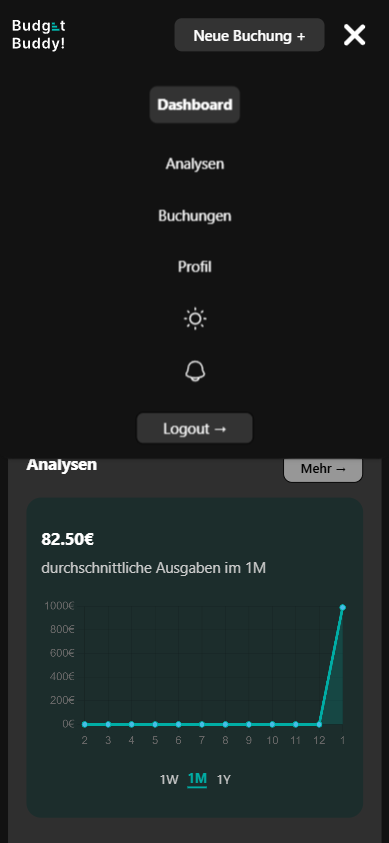 Budget
Buddy!
Neue Buchung +
Dashboard
Analysen
Buchungen
Profil
Logout →
Analysen
Mehr →
82.50€
durchschnittliche Ausgaben im 1M
1000€
800€
600€
400€
200€
0€
2 3 4 5 6 7 8 9 10 11 12 1
1W 1M 1Y